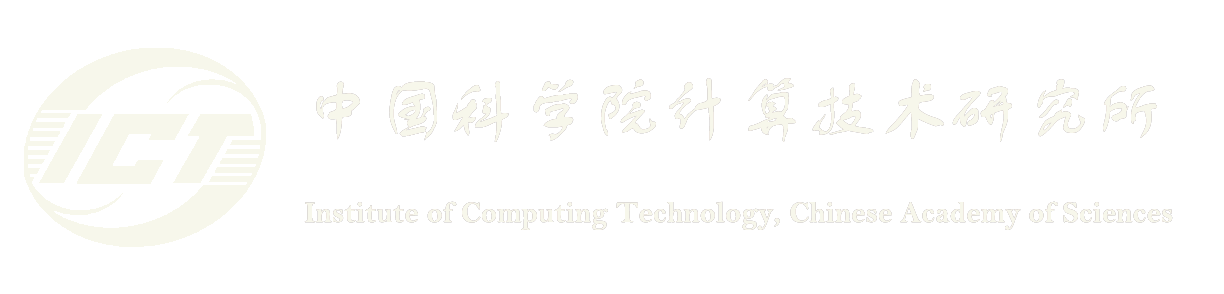 ICT
中国科学院计算技术研究所
Institute of Computing Technology, Chinese Academy of Sciences